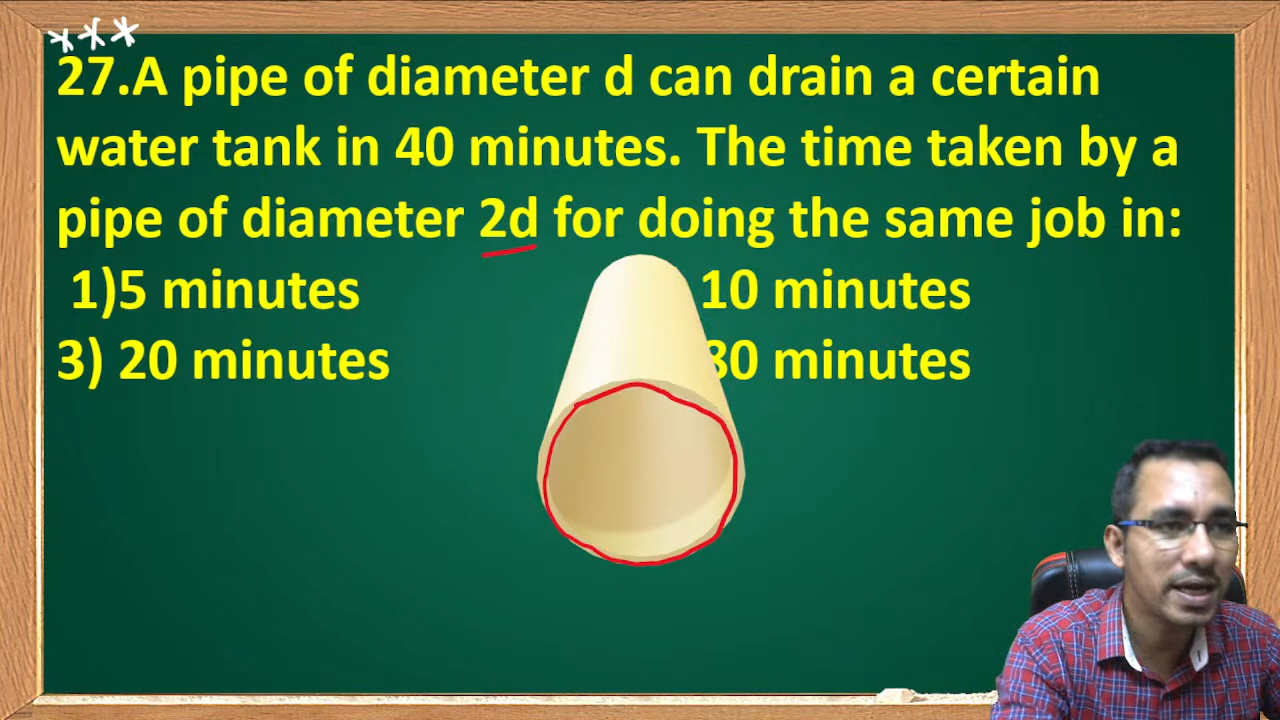 ***
27.A pipe of diameter d can drain a certain
water tank in 40 minutes. The time taken by a
pipe of diameter 2d for doing the same job in:
1)5 minutes 10 minutes
3) 20 minutes 80 minutes